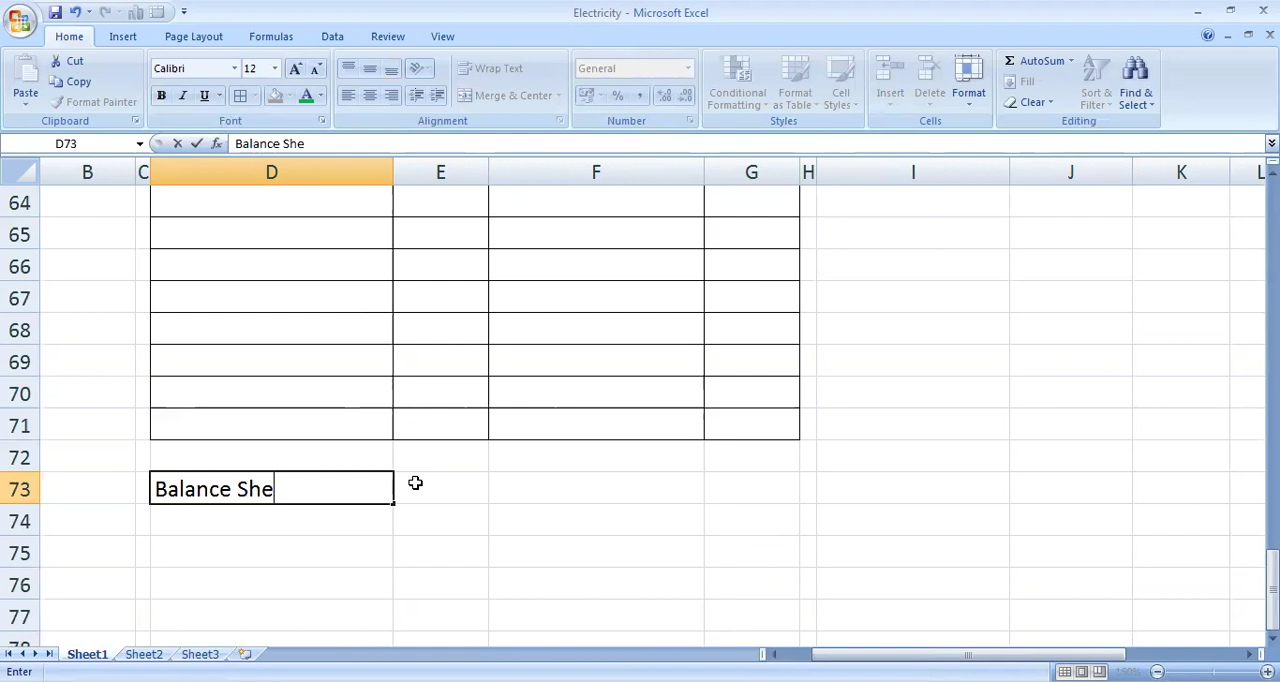 Electricity - Microsoft Excel
Home Insert Page Layout Formulas Data Review View
Paste
Cut
Copy
Format Painter
Clipboard
Calibri 12 A A
B I U A
Font
Wrap Text
Merge & Center
Alignment
General
% ,
Number
Conditional Formatting
Format as Table
Cell Styles
Styles
Insert Delete Format
Cells
Σ AutoSum
Fill
Clear
Sort & Filter
Find & Select
Editing
D73 fx Balance She
B C D E F G H I J K L
64
65
66
67
68
69
70
71
72
73 Balance She
74
75
76
77
Sheet1 Sheet2 Sheet3
Enter